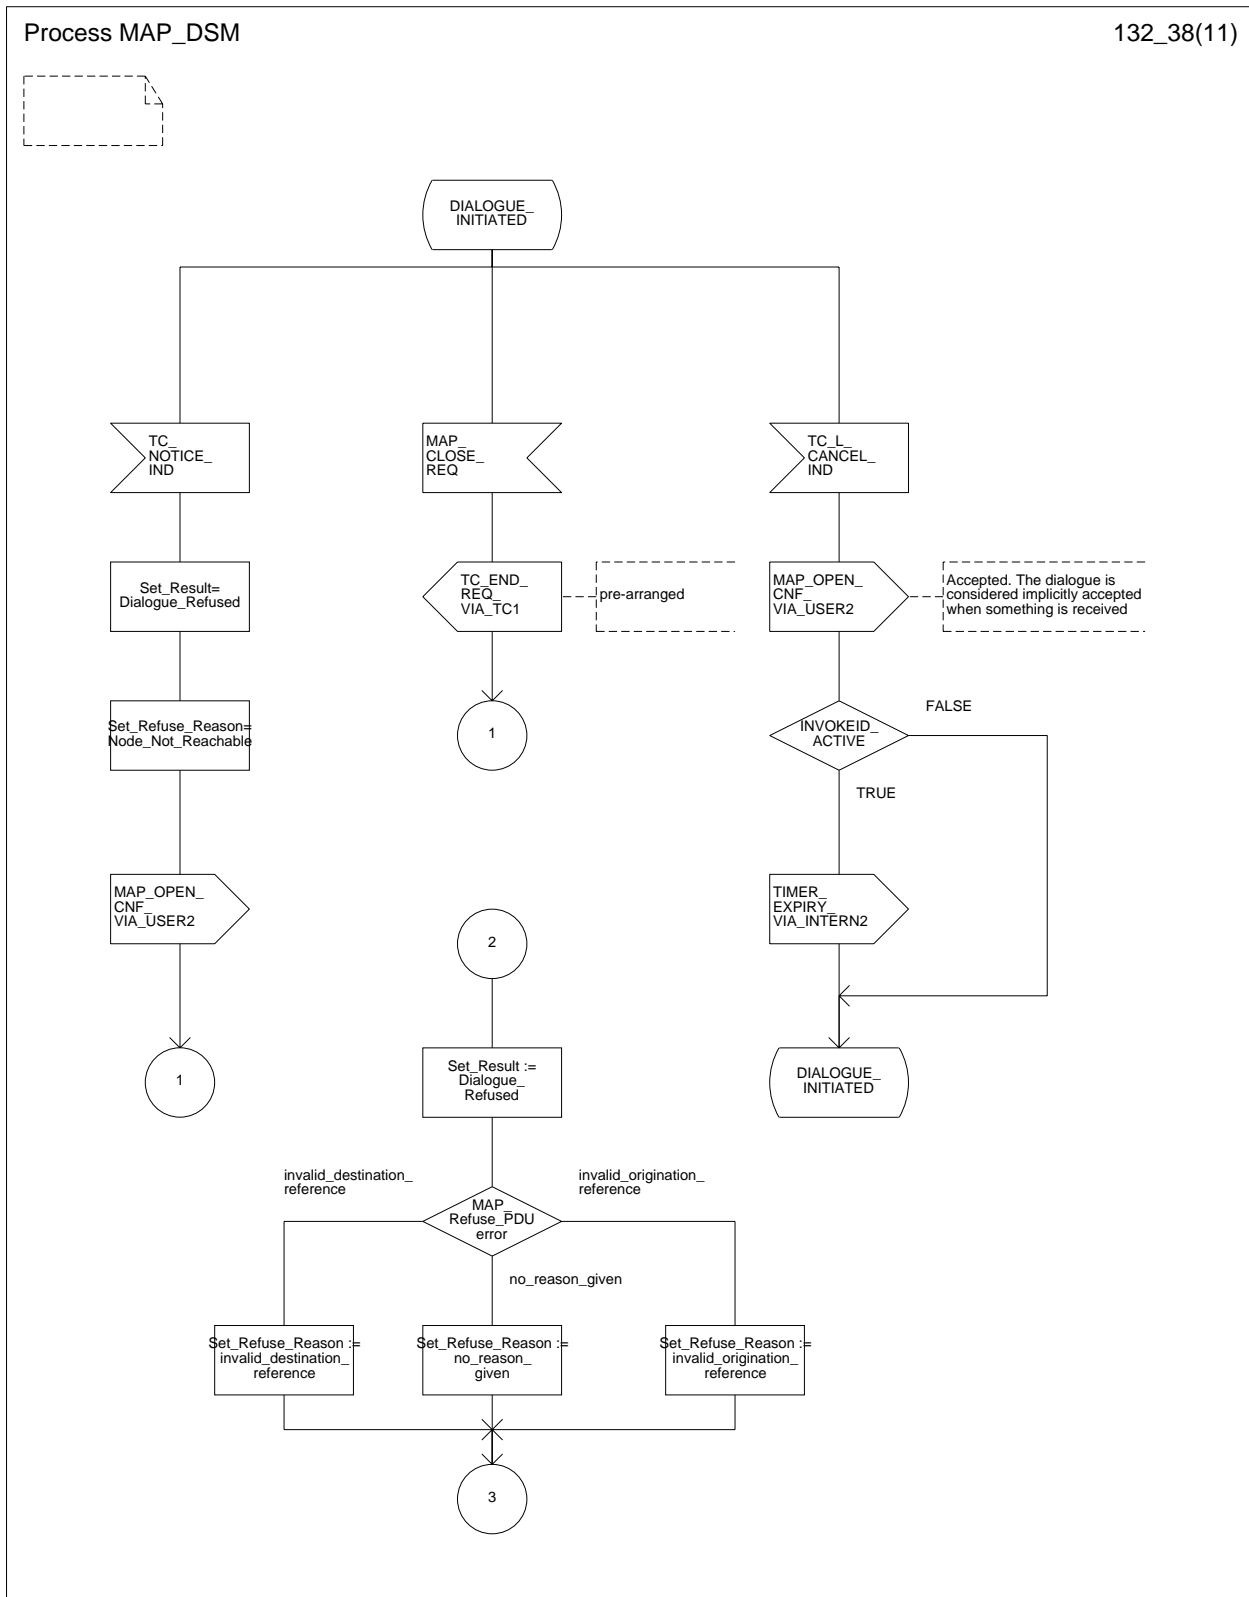 Process MAP_DSM
132_38(11)
DIALOGUE_
INITIATED
TC_
NOTICE_
IND
MAP_
CLOSE_
REQ
TC_L_
CANCEL_
IND
Set_Result=
Dialogue_Refused
TC_END_
REQ_
VIA_TC1
pre-arranged
MAP_OPEN_
CNF_
VIA_USER2
Accepted. The dialogue is
considered implicitly accepted
when something is received
Set_Refuse_Reason=
Node_Not_Reachable
1
INVOKEID_
ACTIVE
FALSE
TRUE
MAP_OPEN_
CNF_
VIA_USER2
TIMER_
EXPIRY_
VIA_INTERN2
2
1
Set_Result :=
Dialogue_
Refused
DIALOGUE_
INITIATED
invalid_destination_
reference
invalid_origination_
reference
MAP_
Refuse_PDU
error
no_reason_given
Set_Refuse_Reason :=
invalid_destination_
reference
Set_Refuse_Reason :=
no_reason_
given
Set_Refuse_Reason :=
invalid_origination_
reference
3